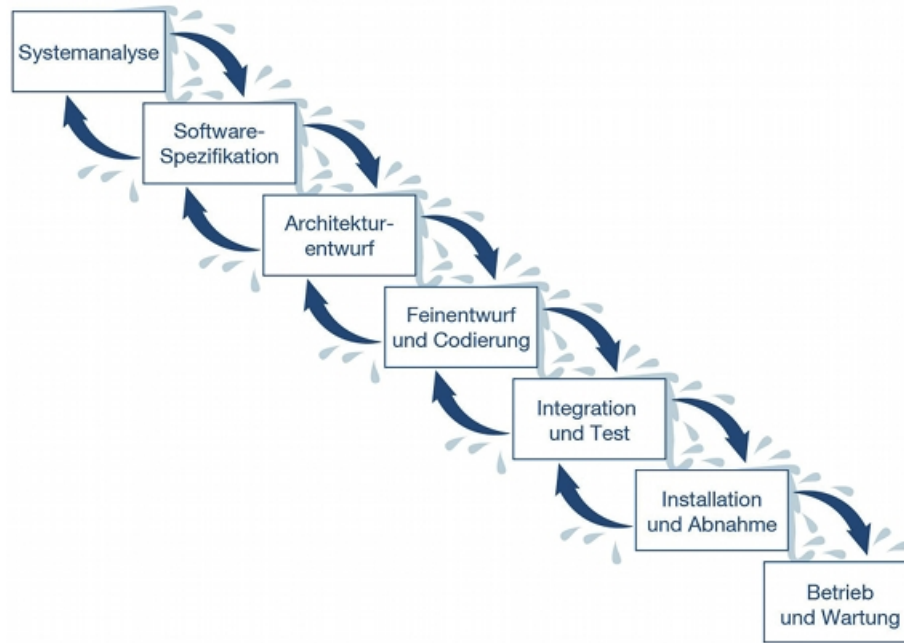 Systemanalyse
Software-
Spezifikation
Architektur-
entwurf
Feinentwurf
und Codierung
Integration
und Test
Installation
und Abnahme
Betrieb
und Wartung